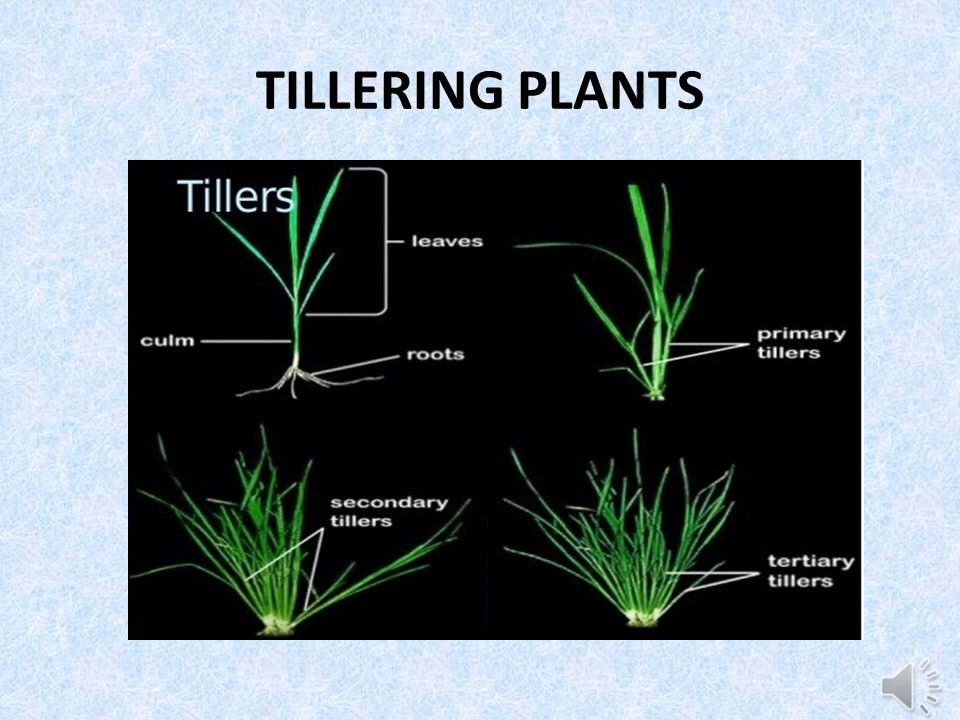 TILLERING PLANTS
Tillers
leaves
culm
roots
primary
tillers
secondary
tillers
tertiary
tillers